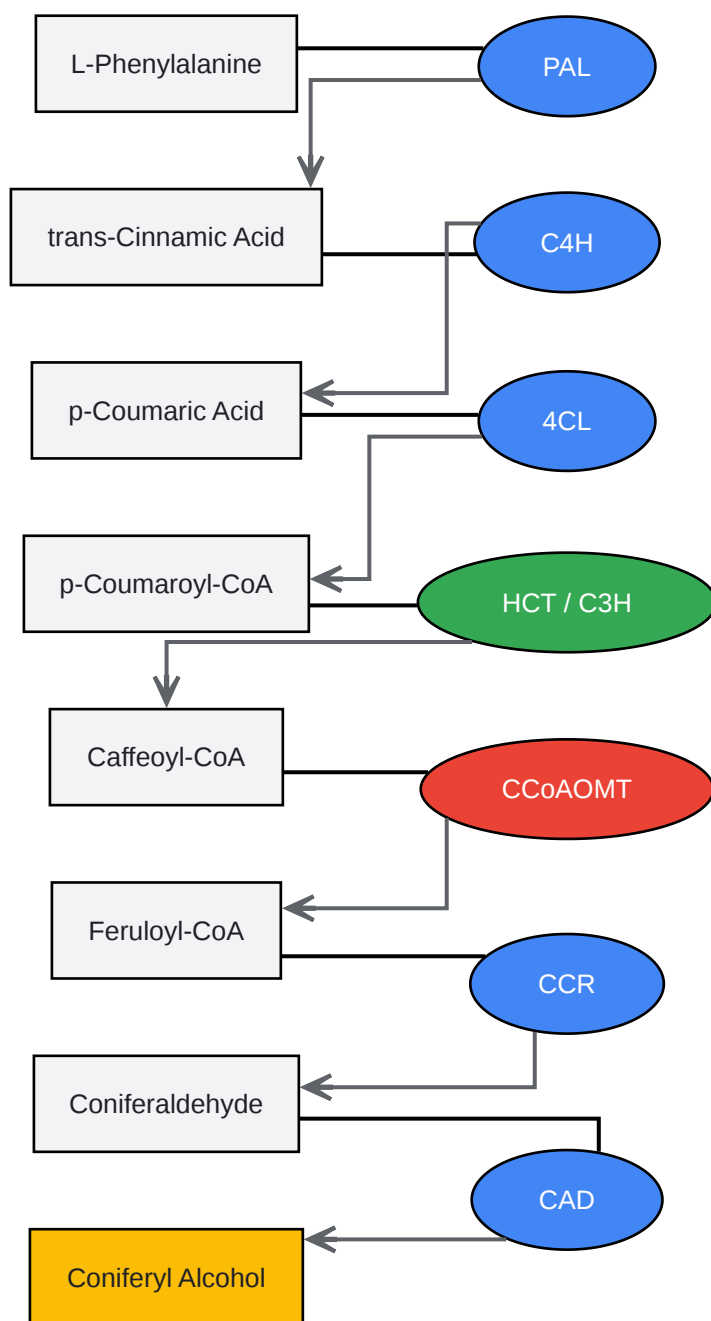 L-Phenylalanine
PAL
trans-Cinnamic Acid
C4H
p-Coumaric Acid
4CL
p-Coumaroyl-CoA
HCT / C3H
Caffeoyl-CoA
CCoAOMT
Feruloyl-CoA
CCR
Coniferaldehyde
CAD
Coniferyl Alcohol